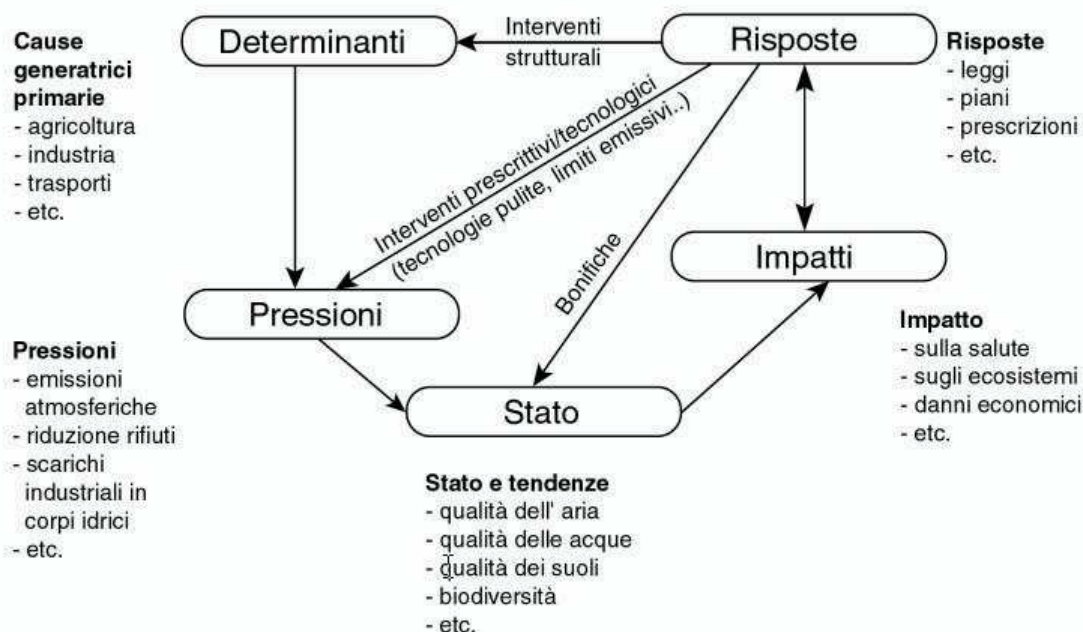 Cause
generatrici
primarie
- agricoltura
- industria
- trasporti
- etc.
Determinanti
Interventi
strutturali
Risposte
Risposte
- leggi
- piani
- prescrizioni
- etc.
Interventi prescrittivi/tecnologici
(tecnologie pulite, limiti emissivi..)
Bonifiche
Impatti
Pressioni
Impatto
- sulla salute
- sugli ecosistemi
- danni economici
- etc.
Pressioni
- emissioni
atmosferiche
- riduzione rifiuti
- scarichi
industriali in
corpi idrici
- etc.
Stato
Stato e tendenze
- qualità dell' aria
- qualità delle acque
- qualità dei suoli
- biodiversità
- etc.